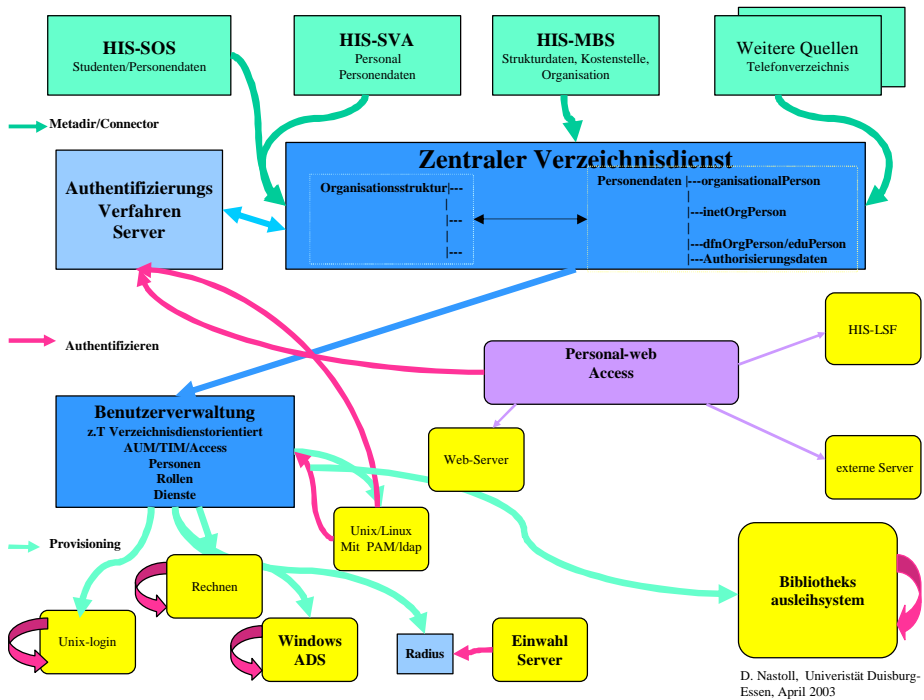 HIS-SOS
Studenten/Personendaten
HIS-SVA
Personal
Personendaten
HIS-MBS
Strukturdaten, Kostenstelle,
Organisation
Weitere Quellen
Telefonverzeichnis
Metadir/Connector
Authentifizierungs
Verfahren
Server
Zentraler Verzeichnisdienst
Organisationsstruktur|---
|
|---
|
|---
Personendaten |---organisationalPerson
|
|---inetOrgPerson
|
|---dfnOrgPerson/eduPerson
|---Authorisierungsdaten
Authentifizieren
Personal-web
Access
HIS-LSF
Benutzerverwaltung
z.T Verzeichnisdienstorientiert
AUM/TIM/Access
Personen
Rollen
Dienste
Web-Server
externe Server
Provisioning
Unix/Linux
Mit PAM/ldap
Rechnen
Bibliotheks
ausleihsystem
Unix-login
Windows
ADS
Radius
Einwahl
Server
D. Nastoll, Univeristät Duisburg-
Essen, April 2003